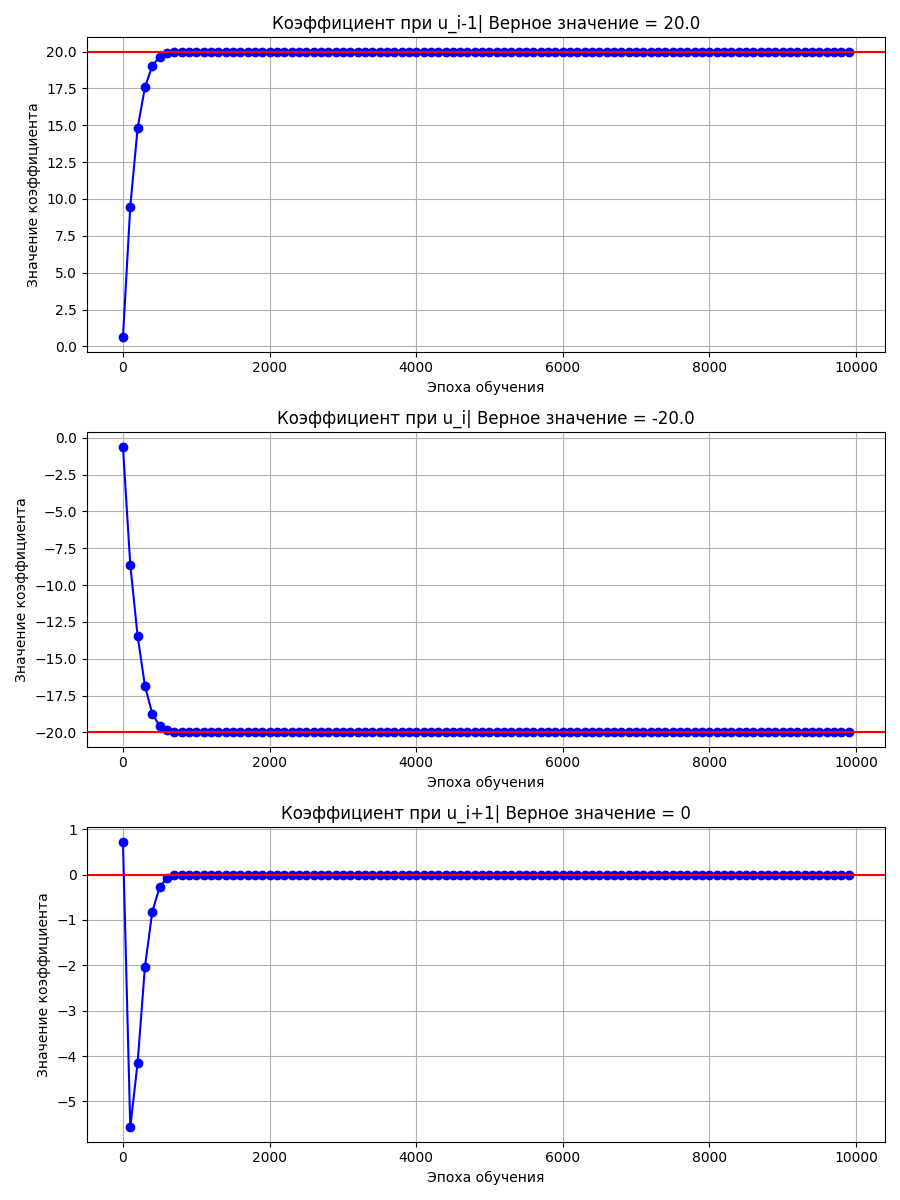 Коэффициент при u_i-1| Верное значение = 20.0
Значение коэффициента
20.0
17.5
15.0
12.5
10.0
7.5
5.0
2.5
0.0
0 2000 4000 6000 8000 10000
Эпоха обучения
Коэффициент при u_i| Верное значение = -20.0
Значение коэффициента
0.0
−2.5
−5.0
−7.5
−10.0
−12.5
−15.0
−17.5
−20.0
0 2000 4000 6000 8000 10000
Эпоха обучения
Коэффициент при u_i+1| Верное значение = 0
Значение коэффициента
1
0
−1
−2
−3
−4
−5
0 2000 4000 6000 8000 10000
Эпоха обучения